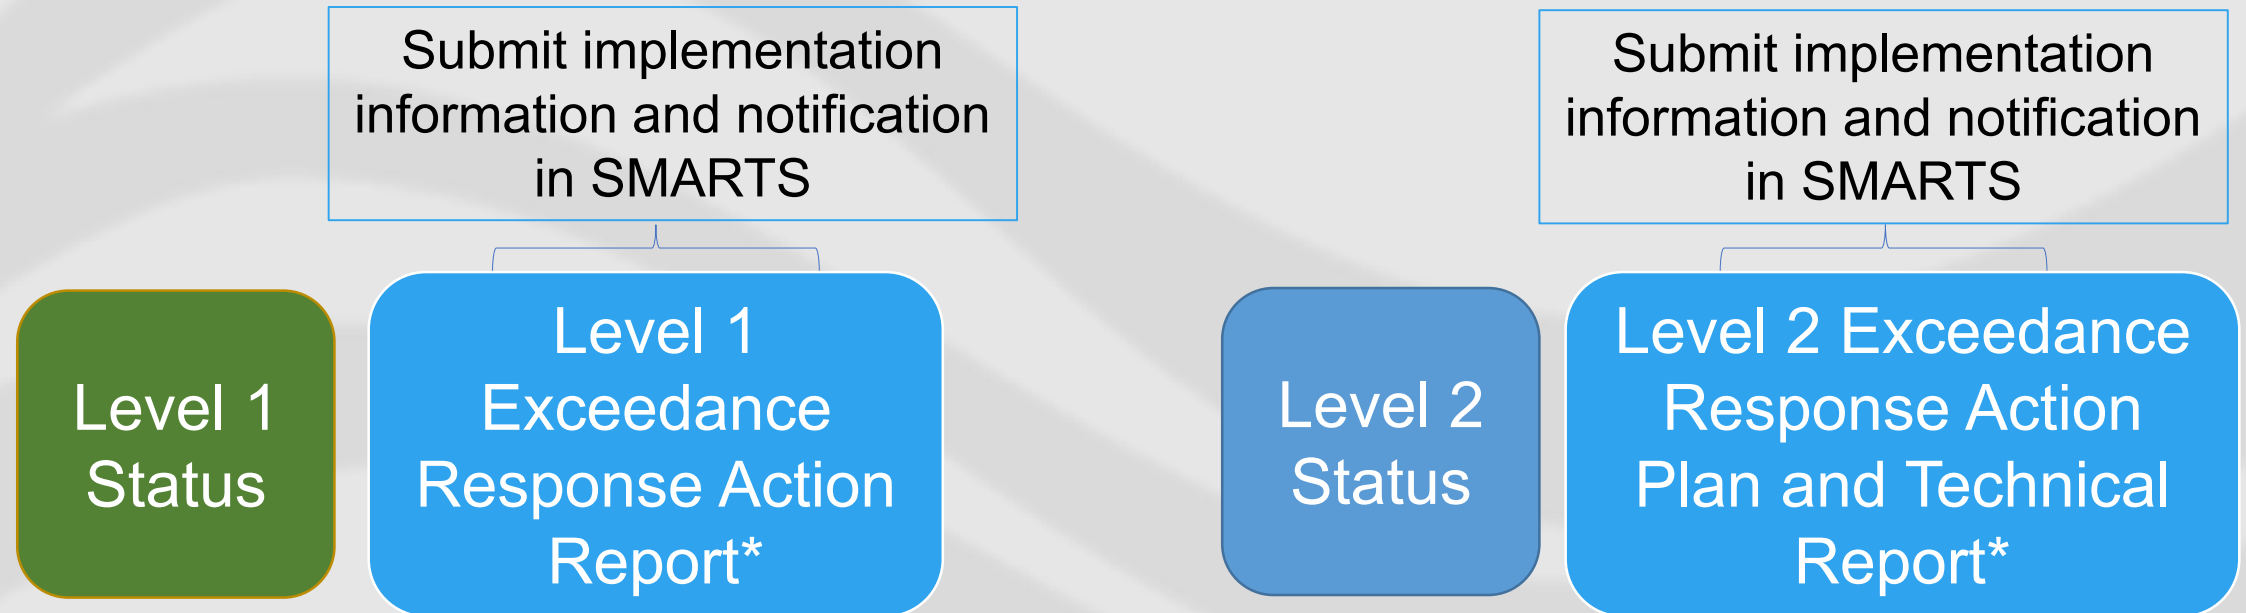 Submit implementation
information and notification
in SMARTS
Level 1
Status
Level 1
Exceedance
Response Action
Report*
Submit implementation
information and notification
in SMARTS
Level 2
Status
Level 2 Exceedance
Response Action
Plan and Technical
Report*